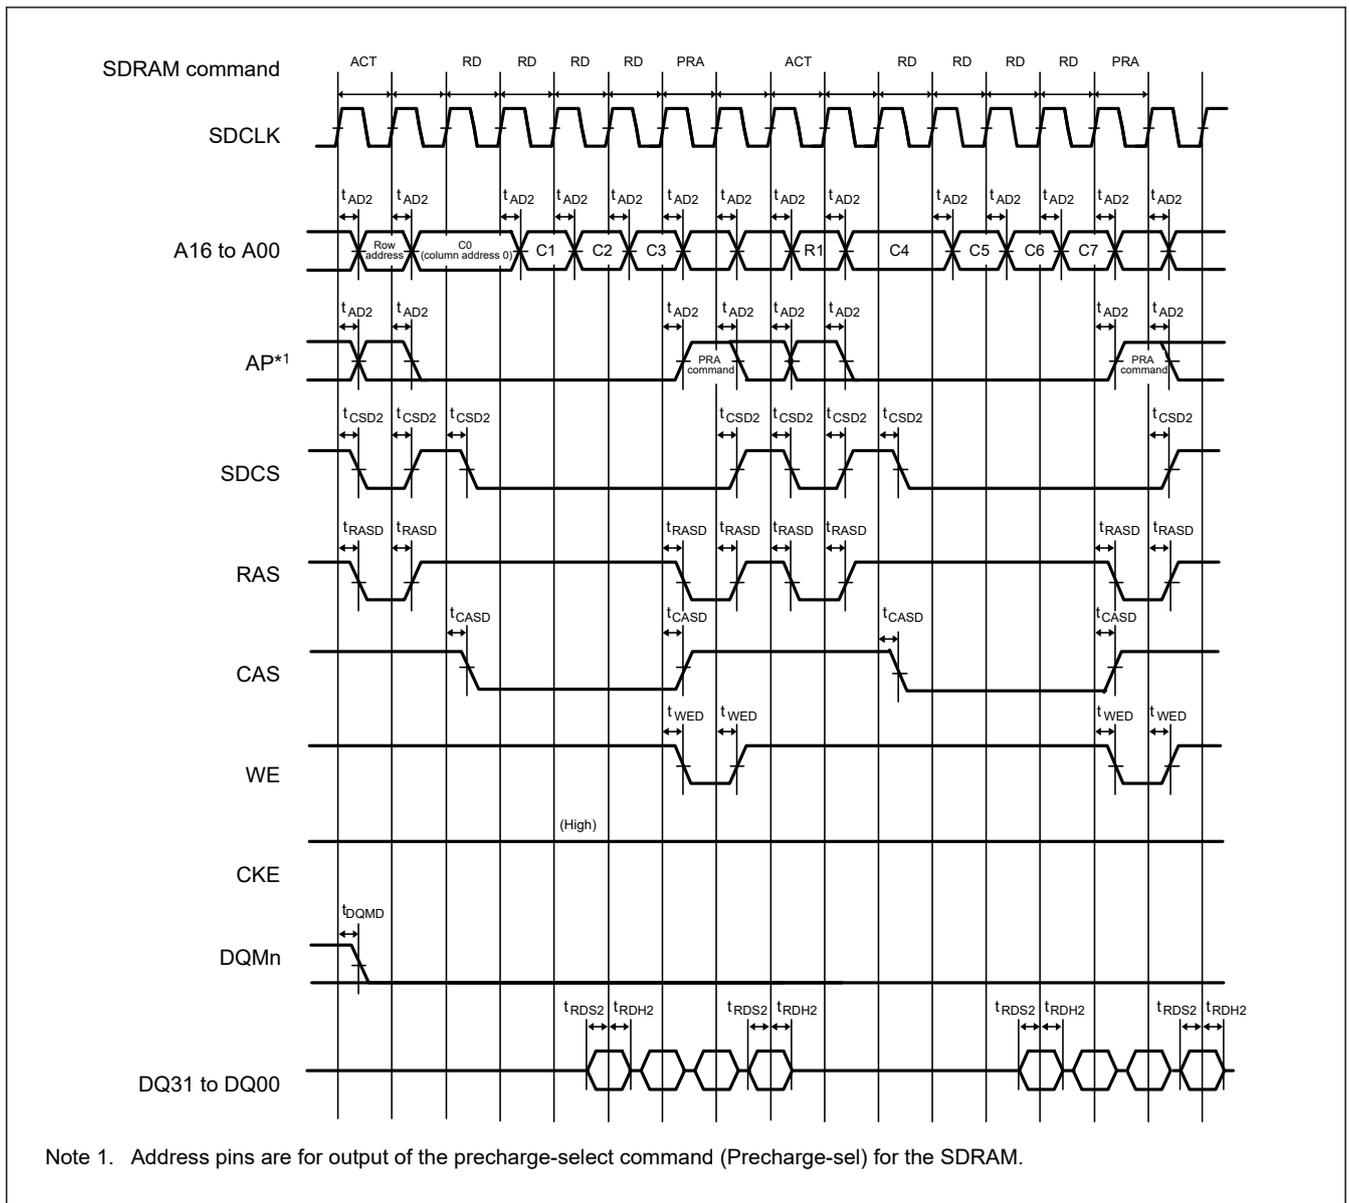 SDRAM command ACT RD RD RD RD PRA ACT RD RD RD RD PRA
SDCLK
tAD2 tAD2 tAD2 tAD2 tAD2 tAD2 tAD2 tAD2 tAD2 tAD2 tAD2 tAD2 tAD2 tAD2
A16 to A00 Row address C0 (column address 0) C1 C2 C3 R1 C4 C5 C6 C7
tAD2 tAD2 tAD2 tAD2 tAD2 tAD2 tAD2 tAD2
AP*1 PRA command PRA command
tCSD2 tCSD2 tCSD2 tCSD2 tCSD2 tCSD2 tCSD2 tCSD2
SDCS
tRASD tRASD tRASD tRASD tRASD tRASD tRASD tRASD
RAS
tCASD tCASD tCASD tCASD
CAS
tWED tWED tWED tWED
WE
(High)
CKE
tDQMD
DQMn
tRDS2 tRDH2 tRDS2 tRDH2 tRDS2 tRDH2 tRDS2 tRDH2
DQ31 to DQ00
Note 1. Address pins are for output of the precharge-select command (Precharge-sel) for the SDRAM.